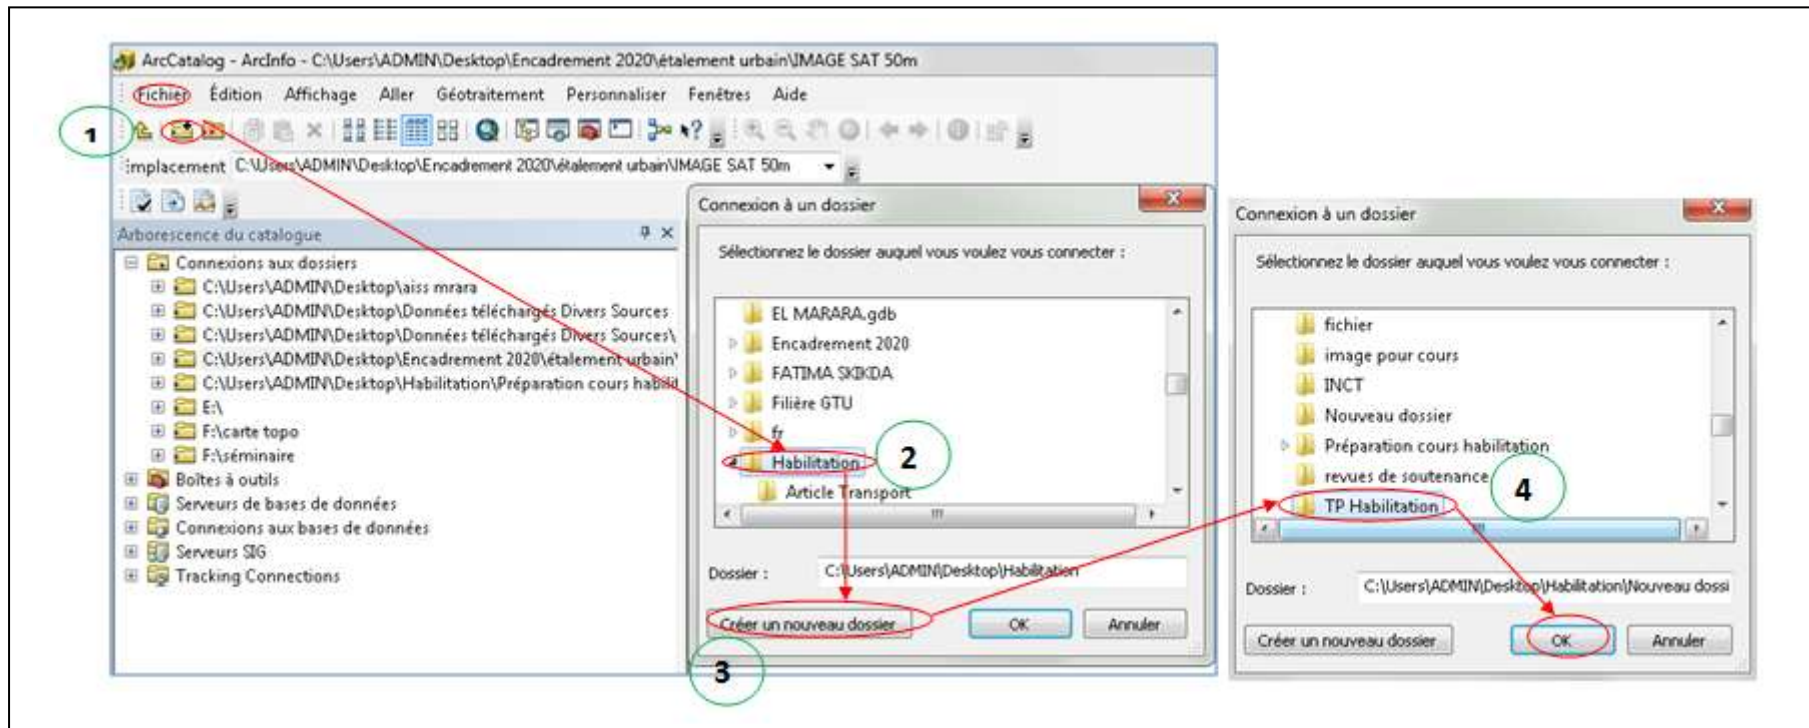 ArcCatalog - ArcInfo - C:\Users\ADMIN\Desktop\Encadrement 2020\étalement urbain\IMAGE SAT 50m
Fichier Édition Affichage Aller Géotraitement Personnaliser Fenêtres Aide
1
:mplacement C:\Users\ADMIN\Desktop\Encadrement 2020\étalement urbain\IMAGE SAT 50m
Arborescence du catalogue
Connexions aux dossiers
C:\Users\ADMIN\Desktop\aiss mrara
C:\Users\ADMIN\Desktop\Données téléchargés Divers Sources
C:\Users\ADMIN\Desktop\Données téléchargés Divers Sources\
C:\Users\ADMIN\Desktop\Encadrement 2020\étalement urbain\
C:\Users\ADMIN\Desktop\Habilitation\Préparation cours habilit
E:\
F:\carte topo
F:\séminaire
Boîtes à outils
Serveurs de bases de données
Connexions aux bases de données
Serveurs SIG
Tracking Connections
Connexion à un dossier
Sélectionnez le dossier auquel vous voulez vous connecter :
EL MARARA.gdb
Encadrement 2020
FATIMA SKIKDA
Filière GTU
fr
Habilitation
2
Article Transport
Dossier : C:\Users\ADMIN\Desktop\Habilitation
Créer un nouveau dossier OK Annuler
3
Connexion à un dossier
Sélectionnez le dossier auquel vous voulez vous connecter :
fichier
image pour cours
INCT
Nouveau dossier
Préparation cours habilitation
revues de soutenance
4
TP Habilitation
Dossier : C:\Users\ADMIN\Desktop\Habilitation\Nouveau dossi
Créer un nouveau dossier OK Annuler